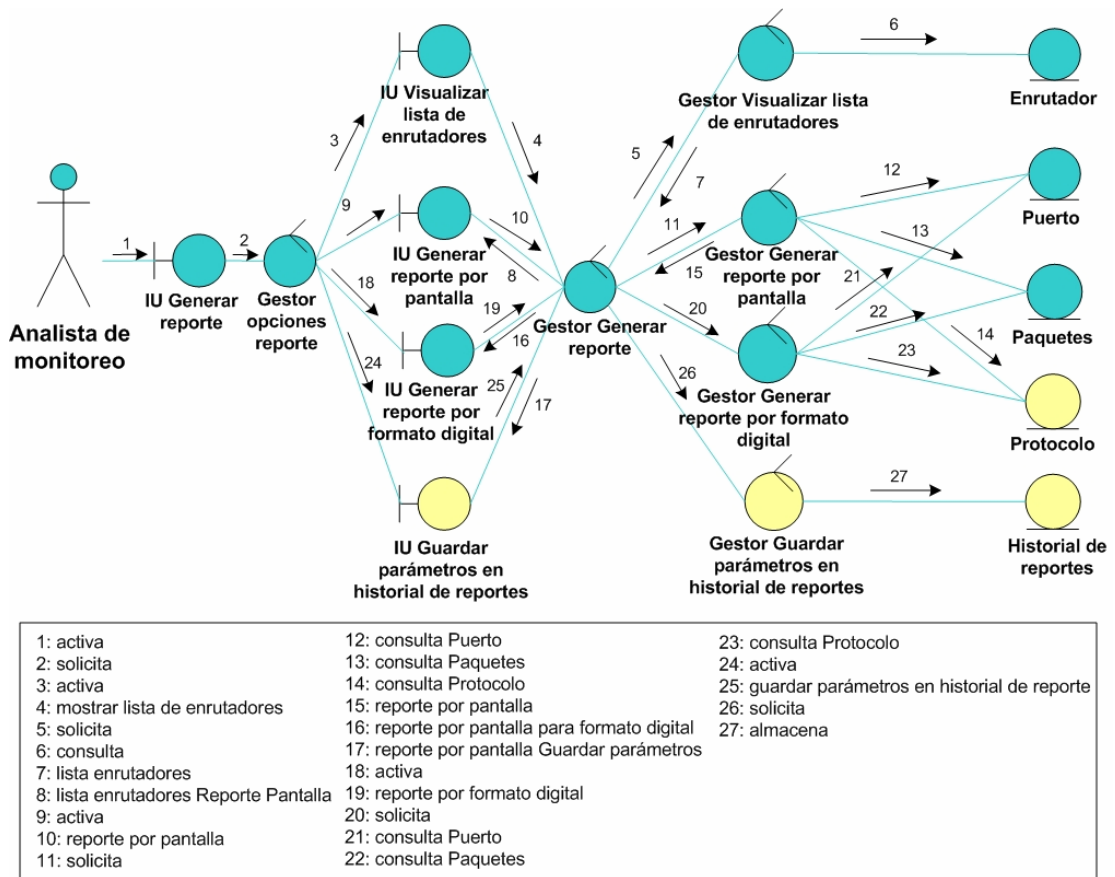 6
IU Visualizar
lista de
enrutadores
Gestor Visualizar lista
de enrutadores
Enrutador
3
4
5
7
12
Puerto
9
10
11
13
1
2
IU Generar
reporte
Gestor
opciones
reporte
IU Generar
reporte por
pantalla
8
15
Gestor Generar
reporte por
pantalla
21
18
19
Gestor Generar
reporte
20
22
Paquetes
Analista de
monitoreo
16
14
24
IU Generar
reporte por
formato digital
25
17
26
Gestor Generar
reporte por formato
digital
23
Protocolo
27
IU Guardar
parámetros en
historial de reportes
Gestor Guardar
parámetros en
historial de reportes
Historial de
reportes
1: activa
2: solicita
3: activa
4: mostrar lista de enrutadores
5: solicita
6: consulta
7: lista enrutadores
8: lista enrutadores Reporte Pantalla
9: activa
10: reporte por pantalla
11: solicita
12: consulta Puerto
13: consulta Paquetes
14: consulta Protocolo
15: reporte por pantalla
16: reporte por pantalla para formato digital
17: reporte por pantalla Guardar parámetros
18: activa
19: reporte por formato digital
20: solicita
21: consulta Puerto
22: consulta Paquetes
23: consulta Protocolo
24: activa
25: guardar parámetros en historial de reporte
26: solicita
27: almacena